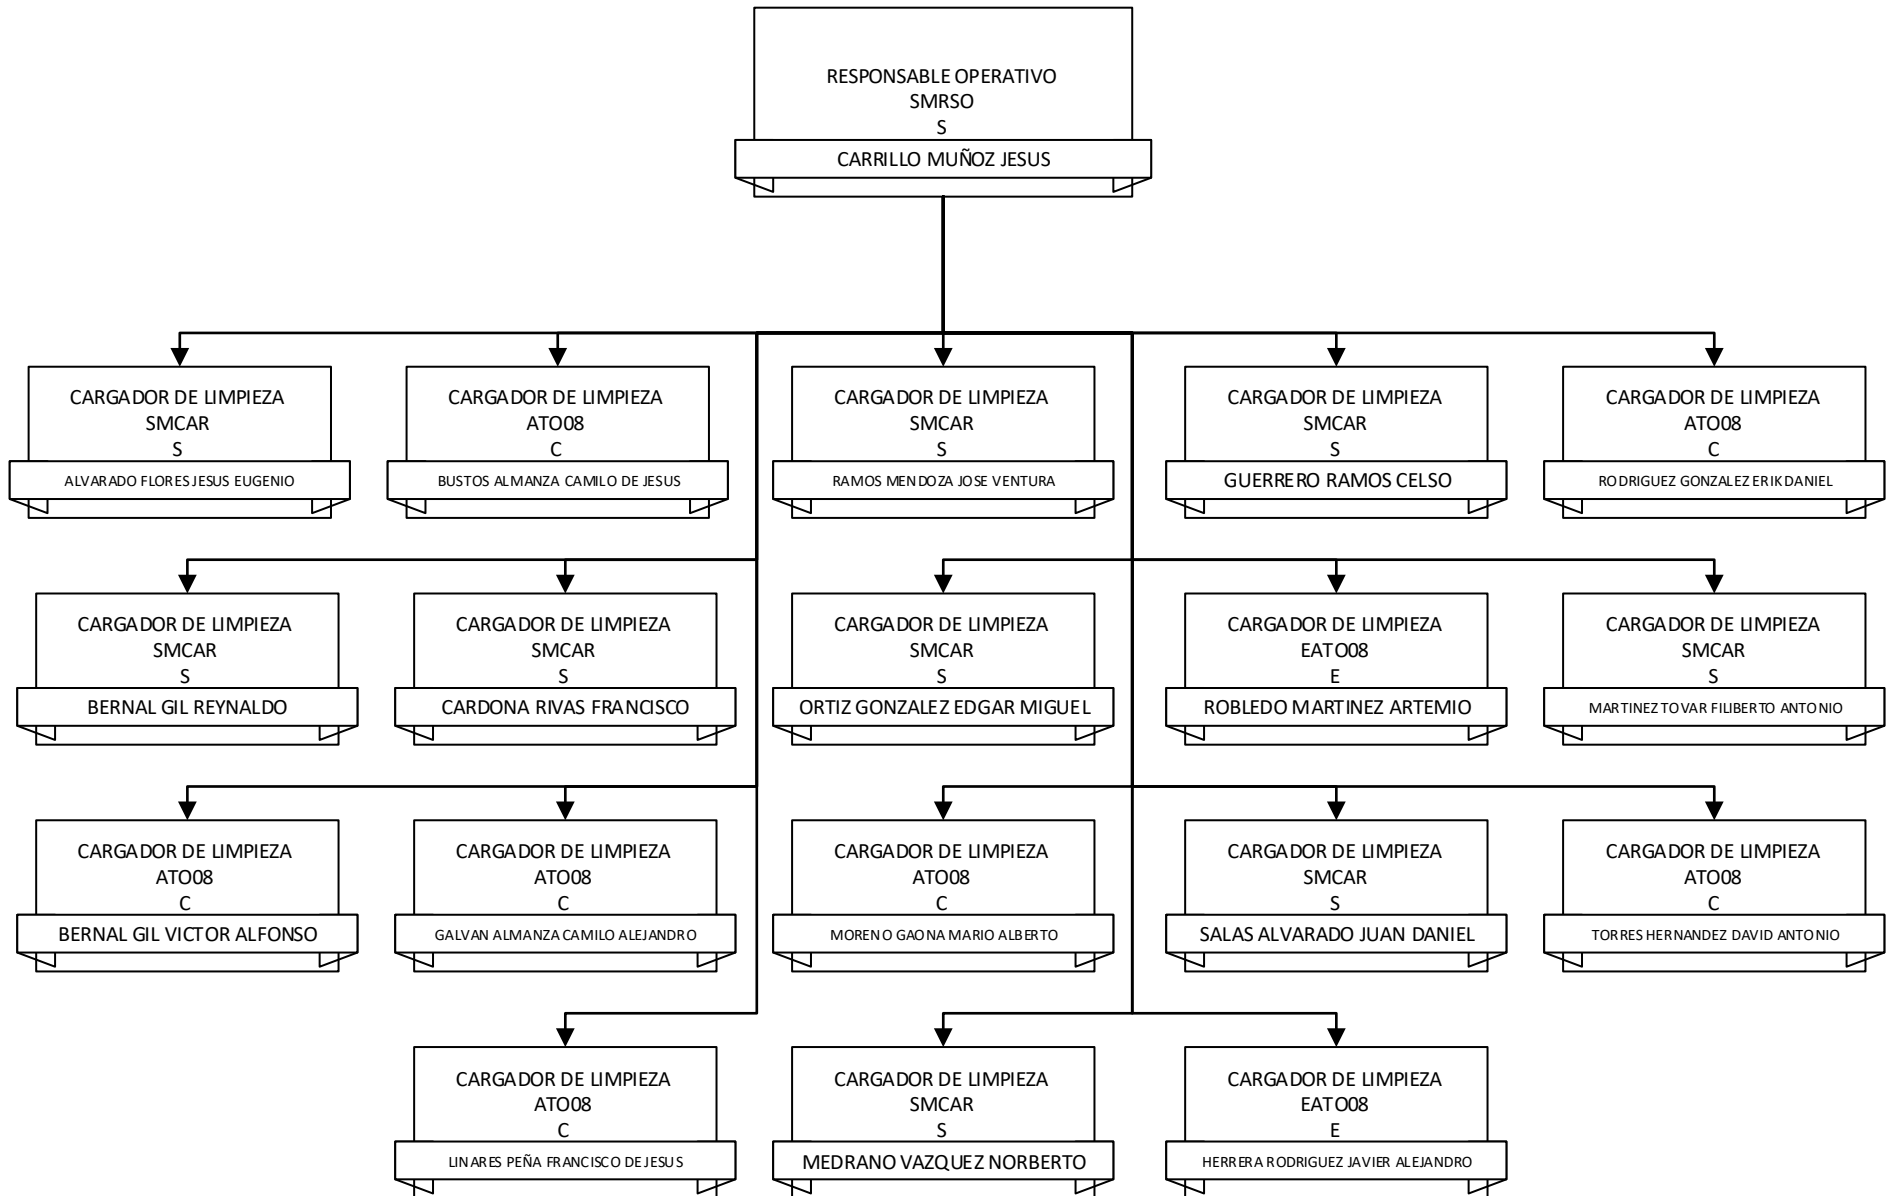 RESPONSABLE OPERATIVO
SMRSO
S
CARRILLO MUÑOZ JESUS
CARGADOR DE LIMPIEZA
SMCAR
S
ALVARADO FLORES JESUS EUGENIO
CARGADOR DE LIMPIEZA
ATO08
C
BUSTOS ALMANZA CAMILO DE JESUS
CARGADOR DE LIMPIEZA
SMCAR
S
RAMOS MENDOZA JOSE VENTURA
CARGADOR DE LIMPIEZA
SMCAR
S
GUERRERO RAMOS CELSO
CARGADOR DE LIMPIEZA
ATO08
C
RODRIGUEZ GONZALEZ ERIK DANIEL
CARGADOR DE LIMPIEZA
SMCAR
S
BERNAL GIL REYNALDO
CARGADOR DE LIMPIEZA
SMCAR
S
CARDONA RIVAS FRANCISCO
CARGADOR DE LIMPIEZA
SMCAR
S
ORTIZ GONZALEZ EDGAR MIGUEL
CARGADOR DE LIMPIEZA
EATO08
E
ROBLEDO MARTINEZ ARTEMIO
CARGADOR DE LIMPIEZA
SMCAR
S
MARTINEZ TOVAR FILIBERTO ANTONIO
CARGADOR DE LIMPIEZA
ATO08
C
BERNAL GIL VICTOR ALFONSO
CARGADOR DE LIMPIEZA
ATO08
C
GALVAN ALMANZA CAMILO ALEJANDRO
CARGADOR DE LIMPIEZA
ATO08
C
MORENO GAONA MARIO ALBERTO
CARGADOR DE LIMPIEZA
SMCAR
S
SALAS ALVARADO JUAN DANIEL
CARGADOR DE LIMPIEZA
ATO08
C
TORRES HERNANDEZ DAVID ANTONIO
CARGADOR DE LIMPIEZA
ATO08
C
LINARES PEÑA FRANCISCO DE JESUS
CARGADOR DE LIMPIEZA
SMCAR
S
MEDRANO VAZQUEZ NORBERTO
CARGADOR DE LIMPIEZA
EATO08
E
HERRERA RODRIGUEZ JAVIER ALEJANDRO